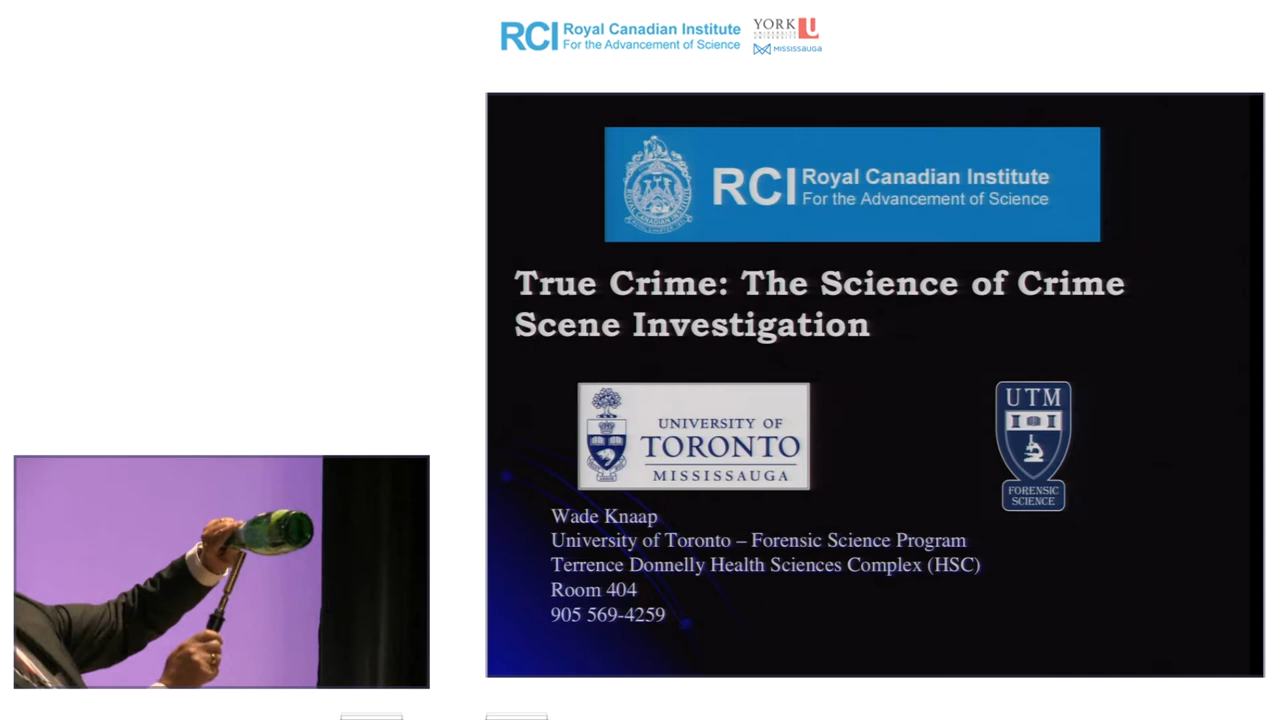 RCI Royal Canadian Institute
For the Advancement of Science
YORK U
UNIVERSITÉ
UNIVERSITY
MISSISSAUGA
RCI Royal Canadian Institute
For the Advancement of Science
True Crime: The Science of Crime
Scene Investigation
UNIVERSITY OF
TORONTO
MISSISSAUGA
UTM
FORENSIC
SCIENCE
Wade Knaap
University of Toronto – Forensic Science Program
Terrence Donnelly Health Sciences Complex (HSC)
Room 404
905 569-4259